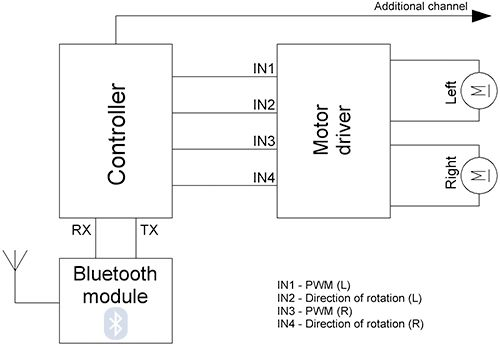 Additional channel
Controller
IN1
IN2
IN3
IN4
Motor
driver
Left
M
Right
M
RX
TX
Bluetooth
module
IN1 - PWM (L)
IN2 - Direction of rotation (L)
IN3 - PWM (R)
IN4 - Direction of rotation (R)